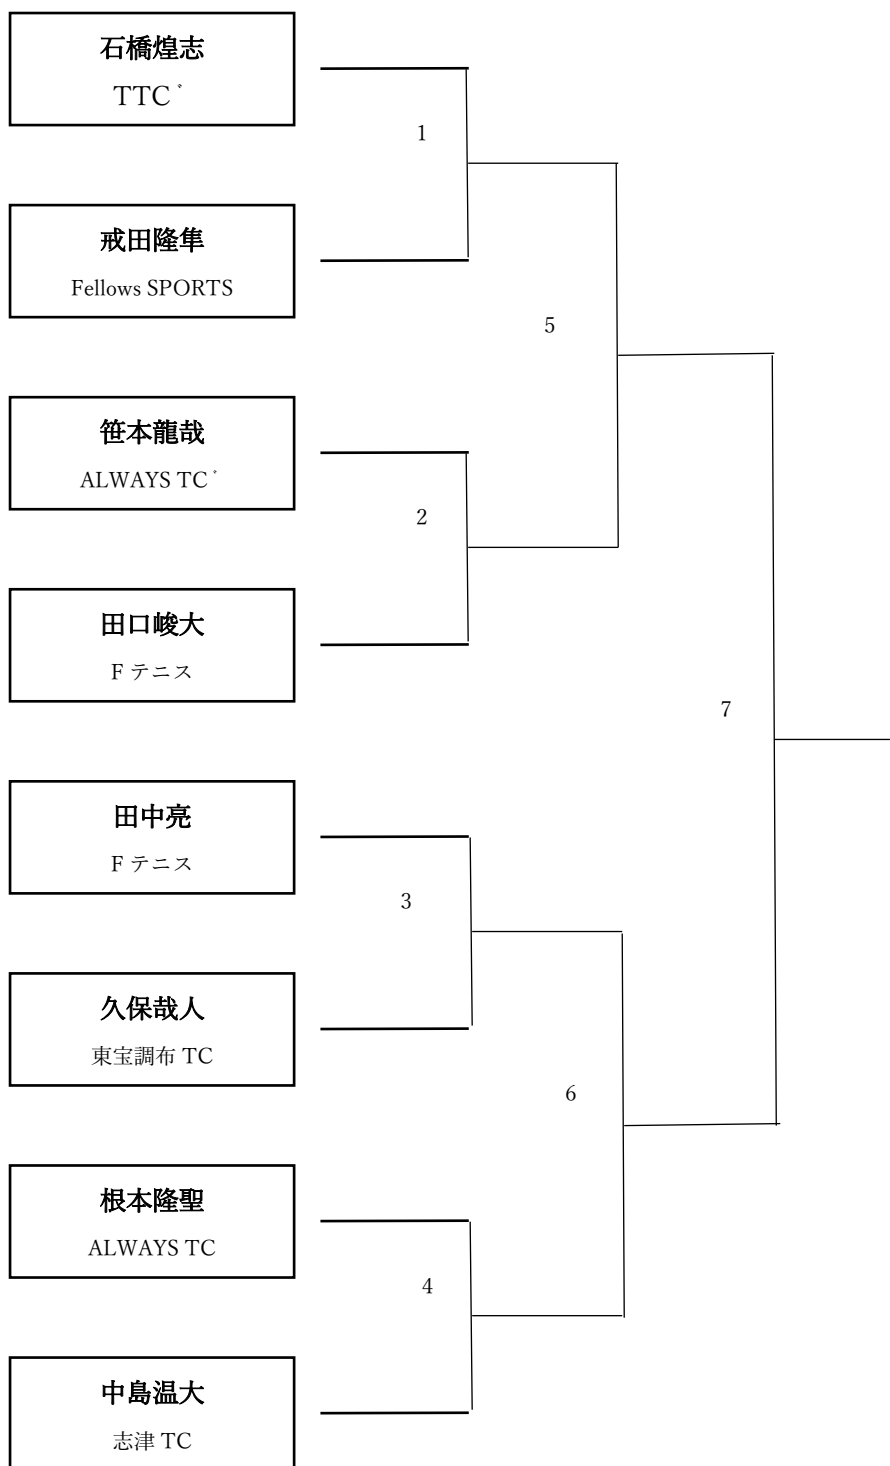 石橋煌志
TTC゛
1
戒田隆隼
Fellows SPORTS
5
笹本龍哉
ALWAYS TC゛
2
田口峻大
F テニス
7
田中亮
F テニス
3
久保哉人
東宝調布 TC
6
根本隆聖
ALWAYS TC
4
中島温大
志津 TC